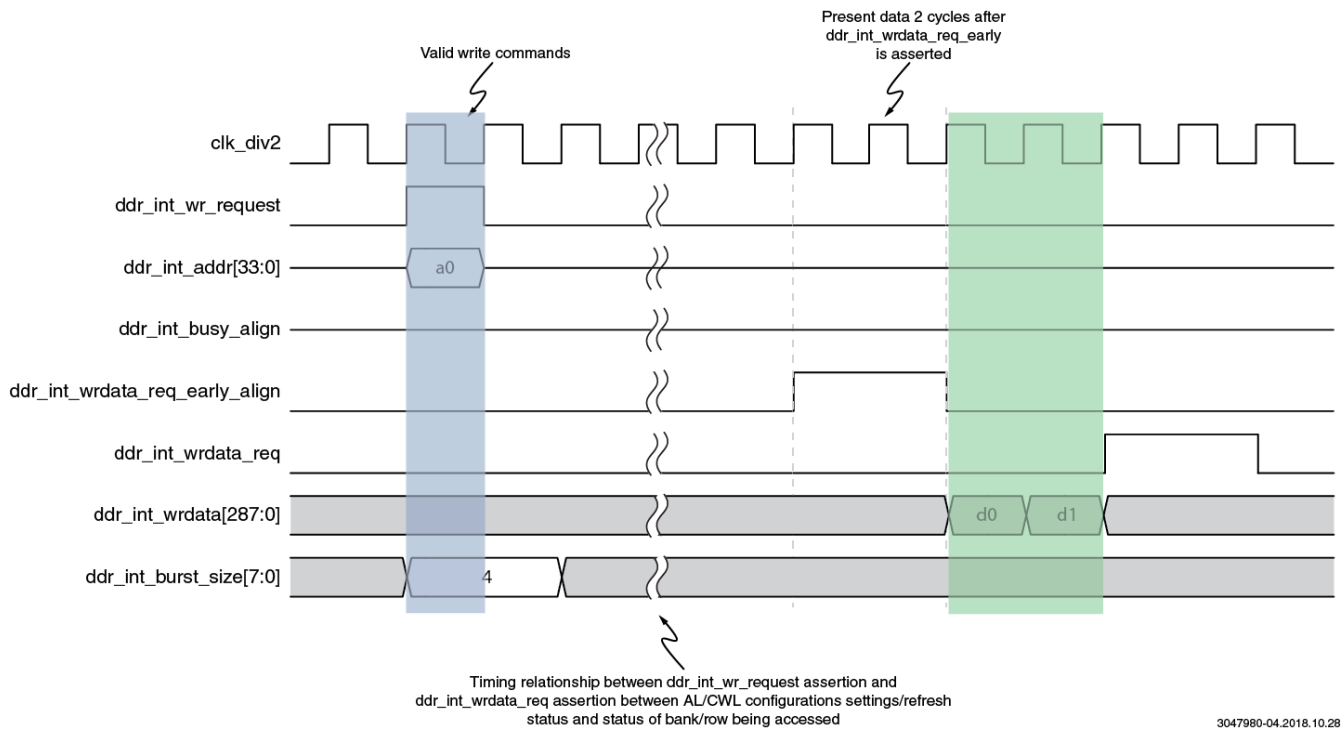 Present data 2 cycles after
ddr_int_wrdata_req_early
is asserted
Valid write commands
clk_div2
ddr_int_wr_request
ddr_int_addr[33:0]
a0
ddr_int_busy_align
ddr_int_wrdata_req_early_align
ddr_int_wrdata_req
ddr_int_wrdata[287:0]
d0
d1
ddr_int_burst_size[7:0]
4
Timing relationship between ddr_int_wr_request assertion and
ddr_int_wrdata_req assertion between AL/CWL configurations settings/refresh
status and status of bank/row being accessed
3047980-04.2018.10.28